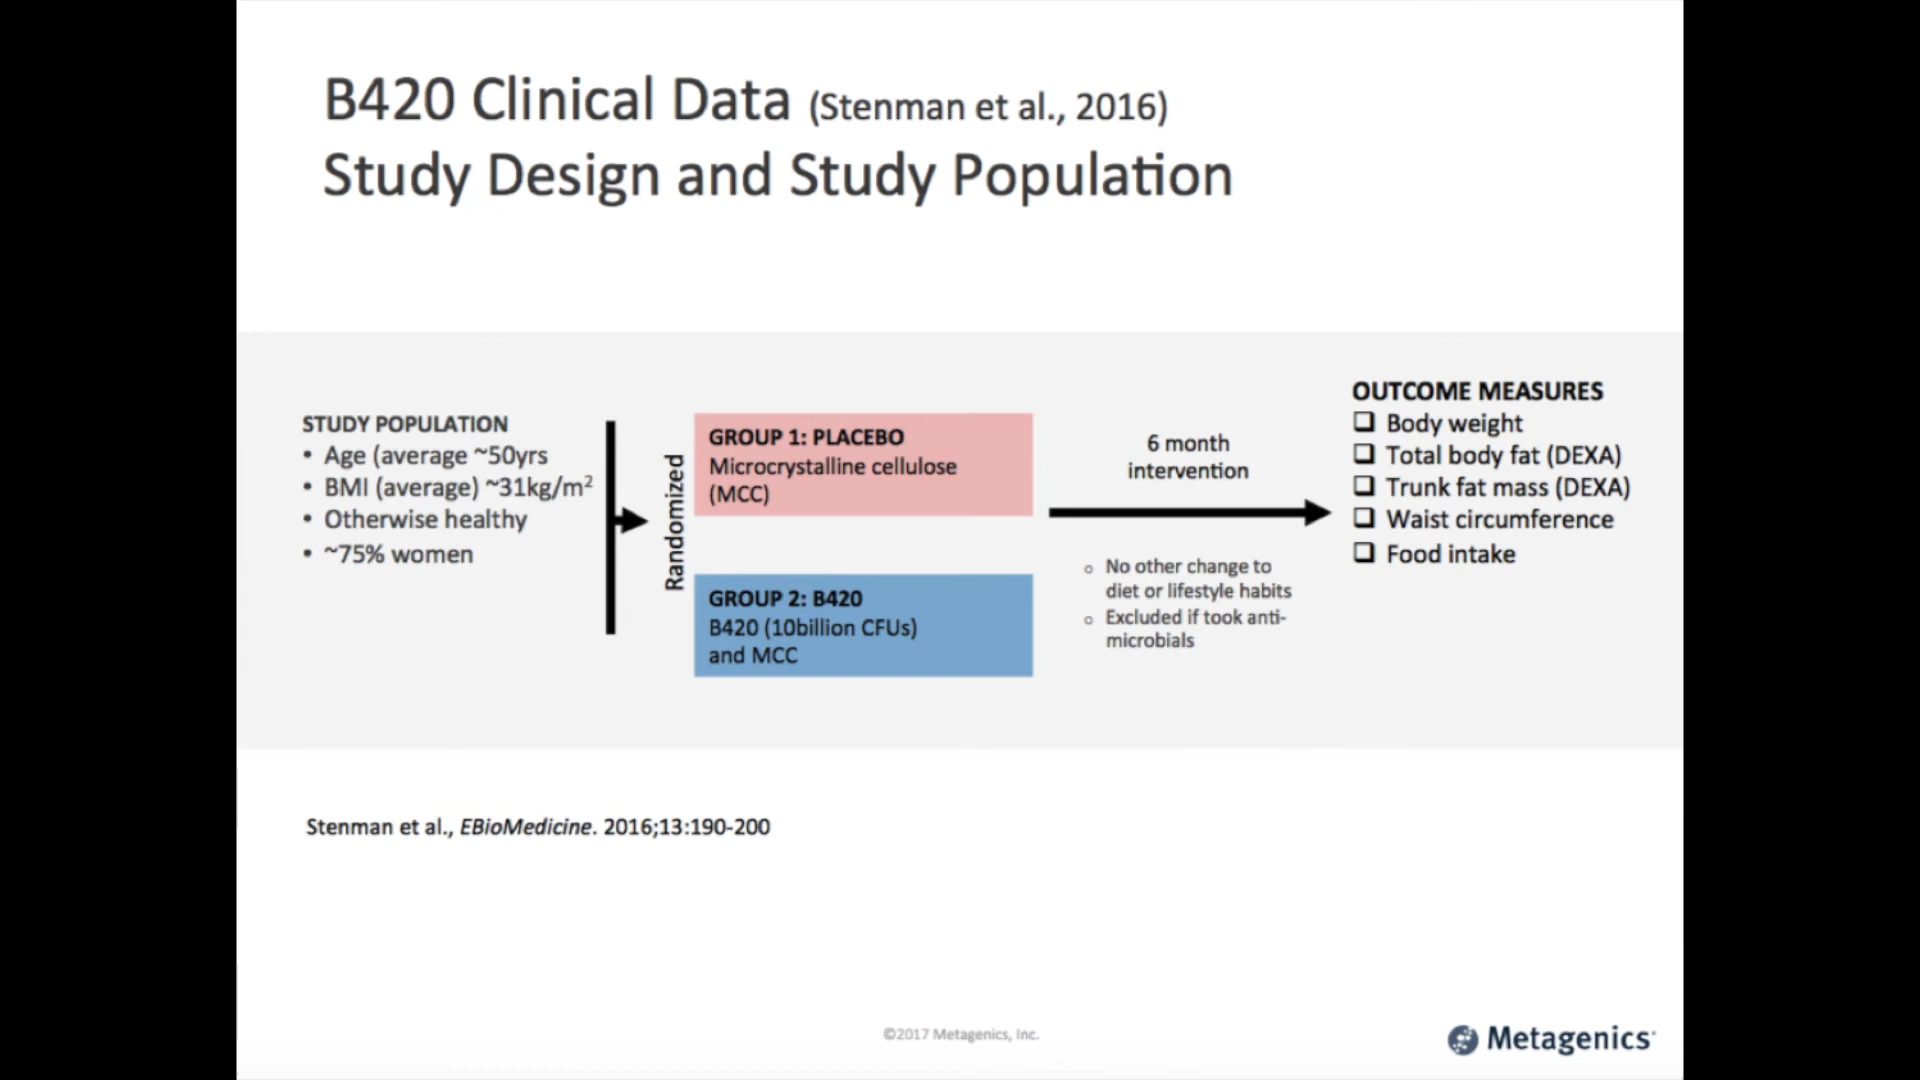 B420 Clinical Data (Stenman et al., 2016)
Study Design and Study Population
STUDY POPULATION
• Age (average ~50yrs
• BMI (average) ~31kg/m²
• Otherwise healthy
• ~75% women
Randomized
GROUP 1: PLACEBO
Microcrystalline cellulose
(MCC)
GROUP 2: B420
B420 (10billion CFUs)
and MCC
6 month
intervention
o No other change to
diet or lifestyle habits
o Excluded if took anti-
microbials
OUTCOME MEASURES
❑ Body weight
❑ Total body fat (DEXA)
❑ Trunk fat mass (DEXA)
❑ Waist circumference
❑ Food intake
Stenman et al., EBioMedicine. 2016;13:190-200
©2017 Metagenics, Inc.
Metagenics